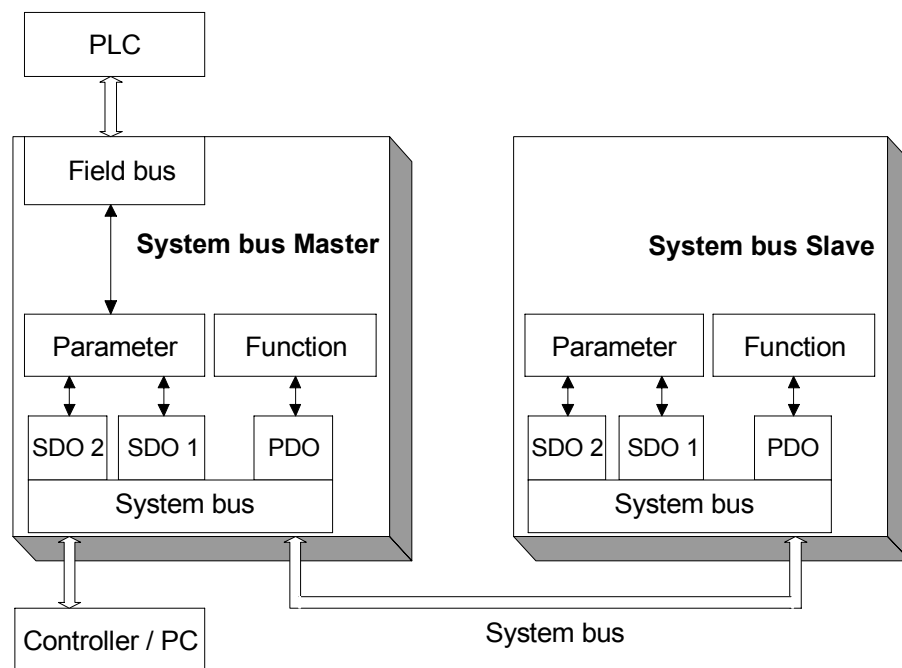 PLC
Field bus
System bus Master
System bus Slave
Parameter
Function
Parameter
Function
SDO 2
SDO 1
PDO
SDO 2
SDO 1
PDO
System bus
System bus
Controller / PC
System bus